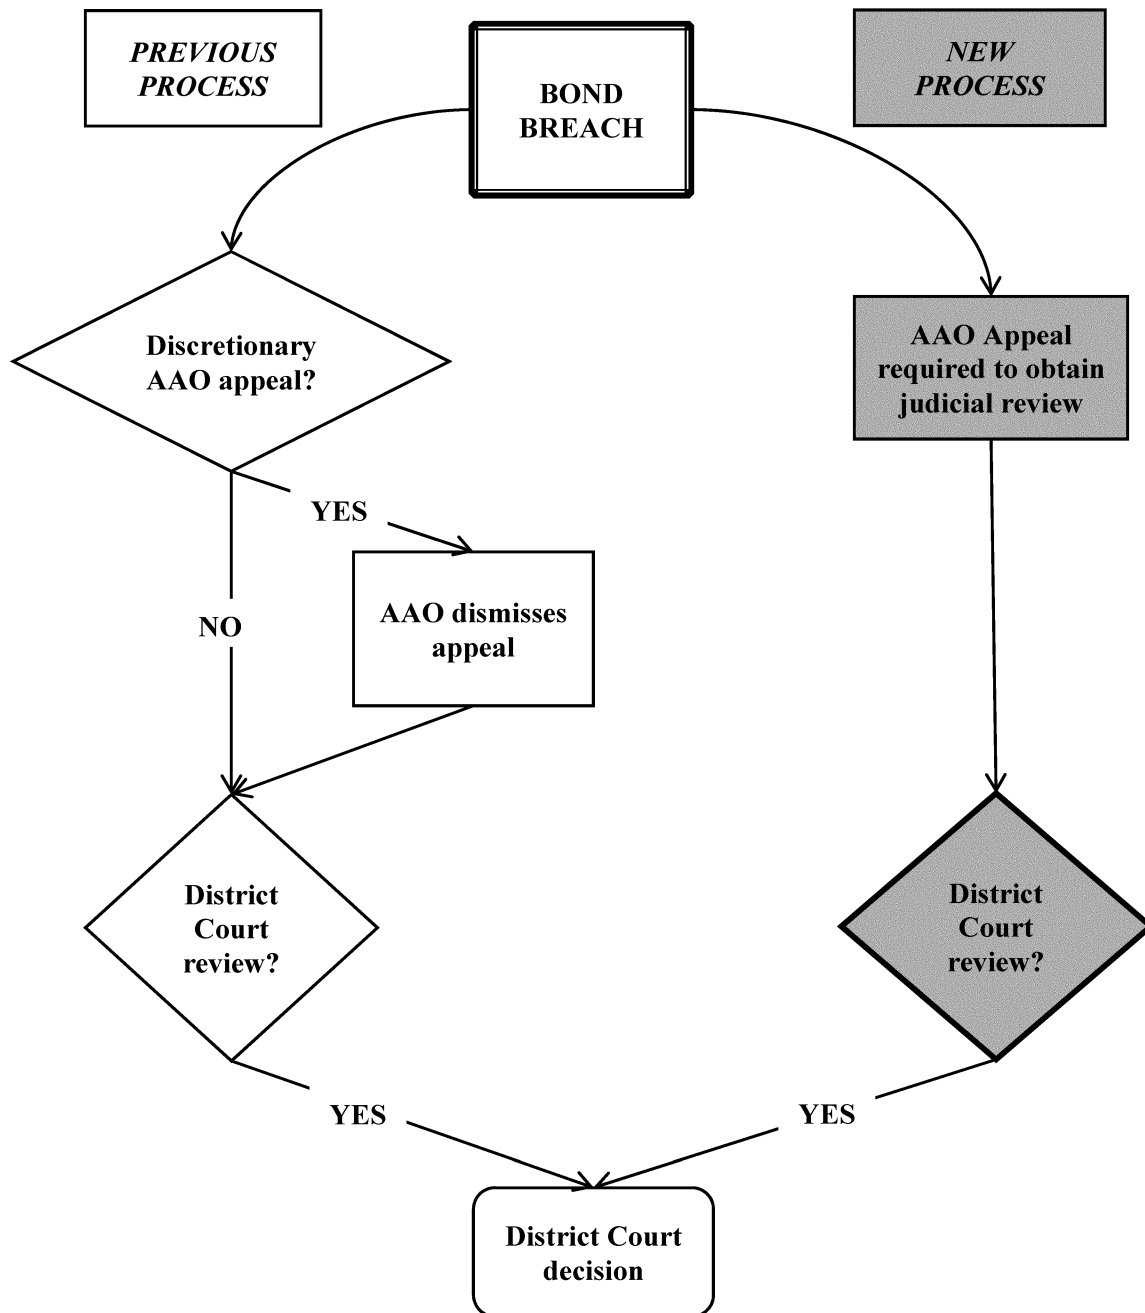 PREVIOUS
PROCESS
BOND
BREACH
NEW
PROCESS
Discretionary
AAO appeal?
AAO Appeal
required to obtain
judicial review
YES
NO
AAO dismisses
appeal
District
Court
review?
District
Court
review?
YES
YES
District Court
decision